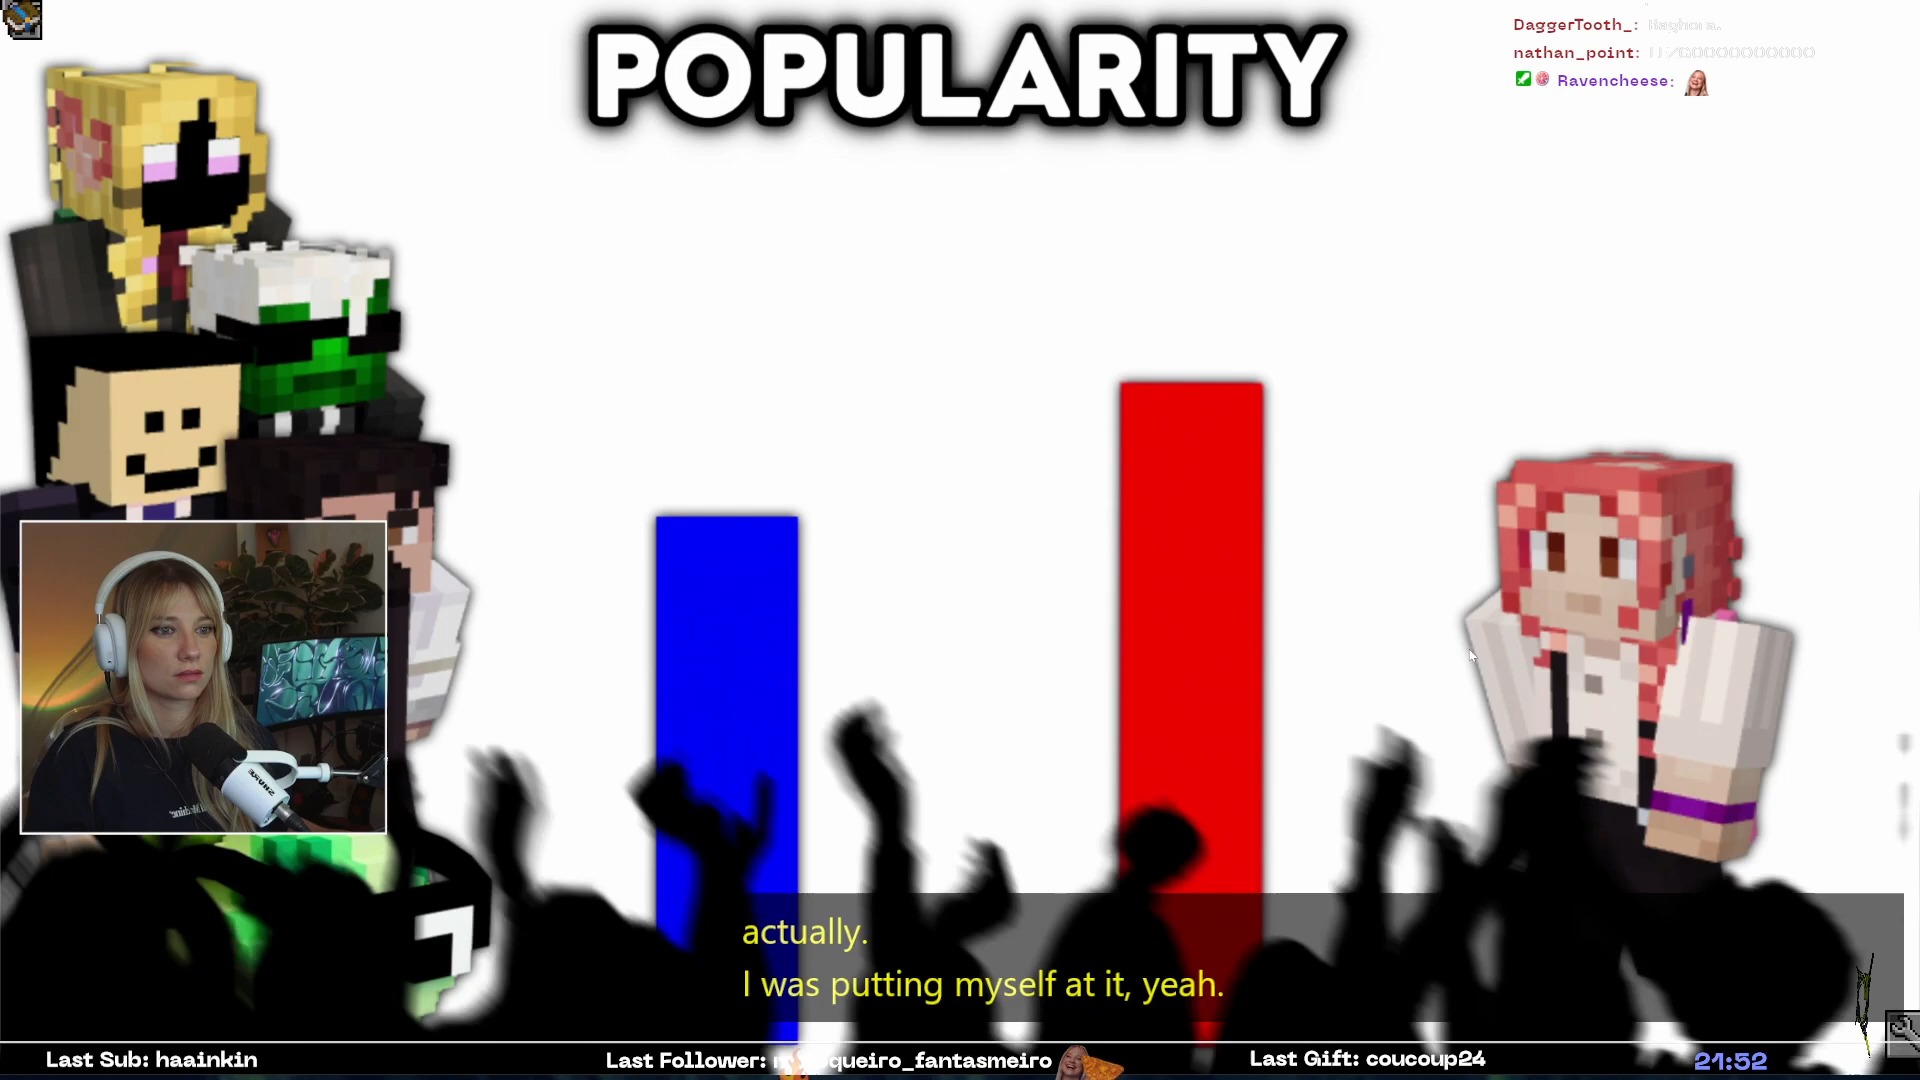 POPULARITY
DaggerTooth_:
nathan_point:
Ravencheese:
SHURE
actually.
I was putting myself at it, yeah.
Last Sub: haainkin
Last Follower: queiro_fantasmeiro
Last Gift: coucoup24
21:52